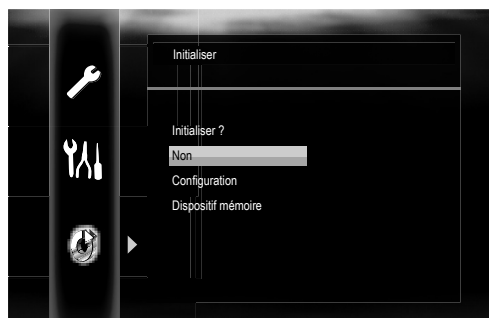 Initialiser
Initialiser ?
Non
Configuration
Dispositif mémoire